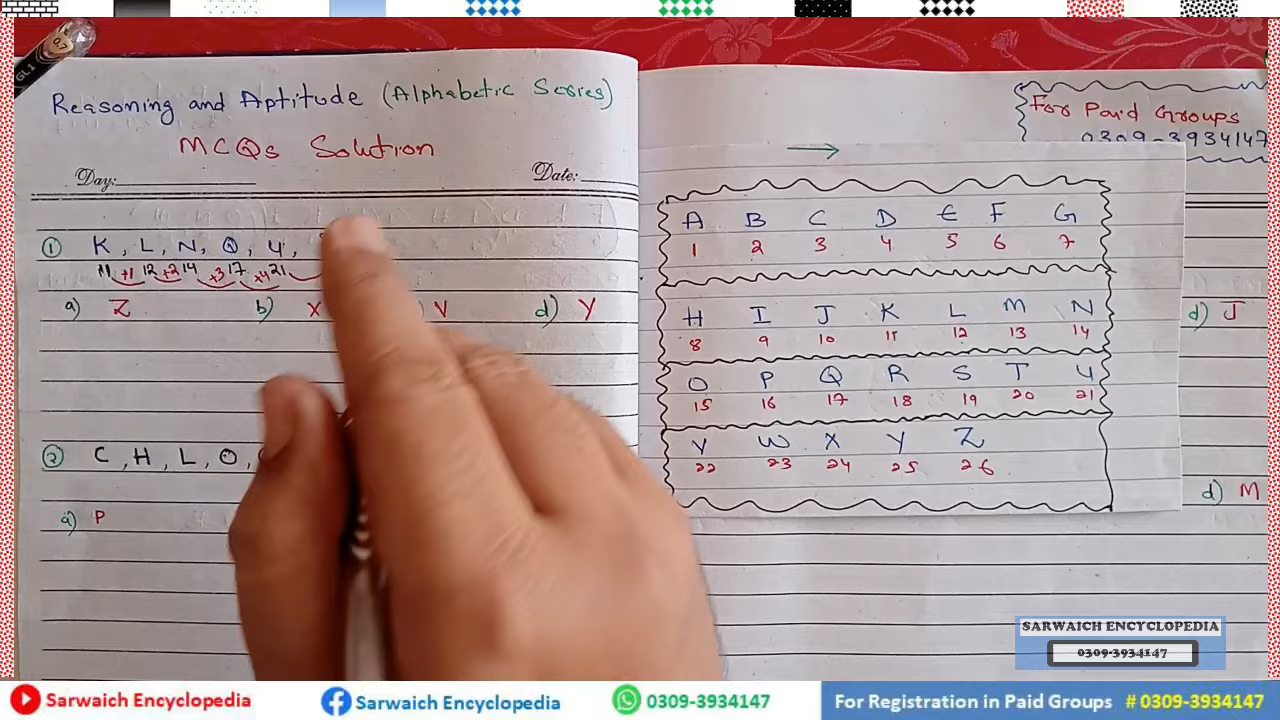 Reasoning and Aptitude (Alphabetic Series)
MCQs Solution
Day:
Date:
① K, L, N, Q, U,
11 +1 12 +2 14 +3 17 +4 21
a) Z b) X ) V d) Y
② C, H, L, O,
a) P
For Paid Groups
0309-3934147
A B C D E F G
1 2 3 4 5 6 7
H I J K L M N
8 9 10 11 12 13 14
O P Q R S T U
15 16 17 18 19 20 21
V W X Y Z
22 23 24 25 26
d) J
d) M
GL1
SARWAICH ENCYCLOPEDIA
0309-3934147
Sarwaich Encyclopedia
Sarwaich Encyclopedia
0309-3934147
For Registration in Paid Groups # 0309-3934147